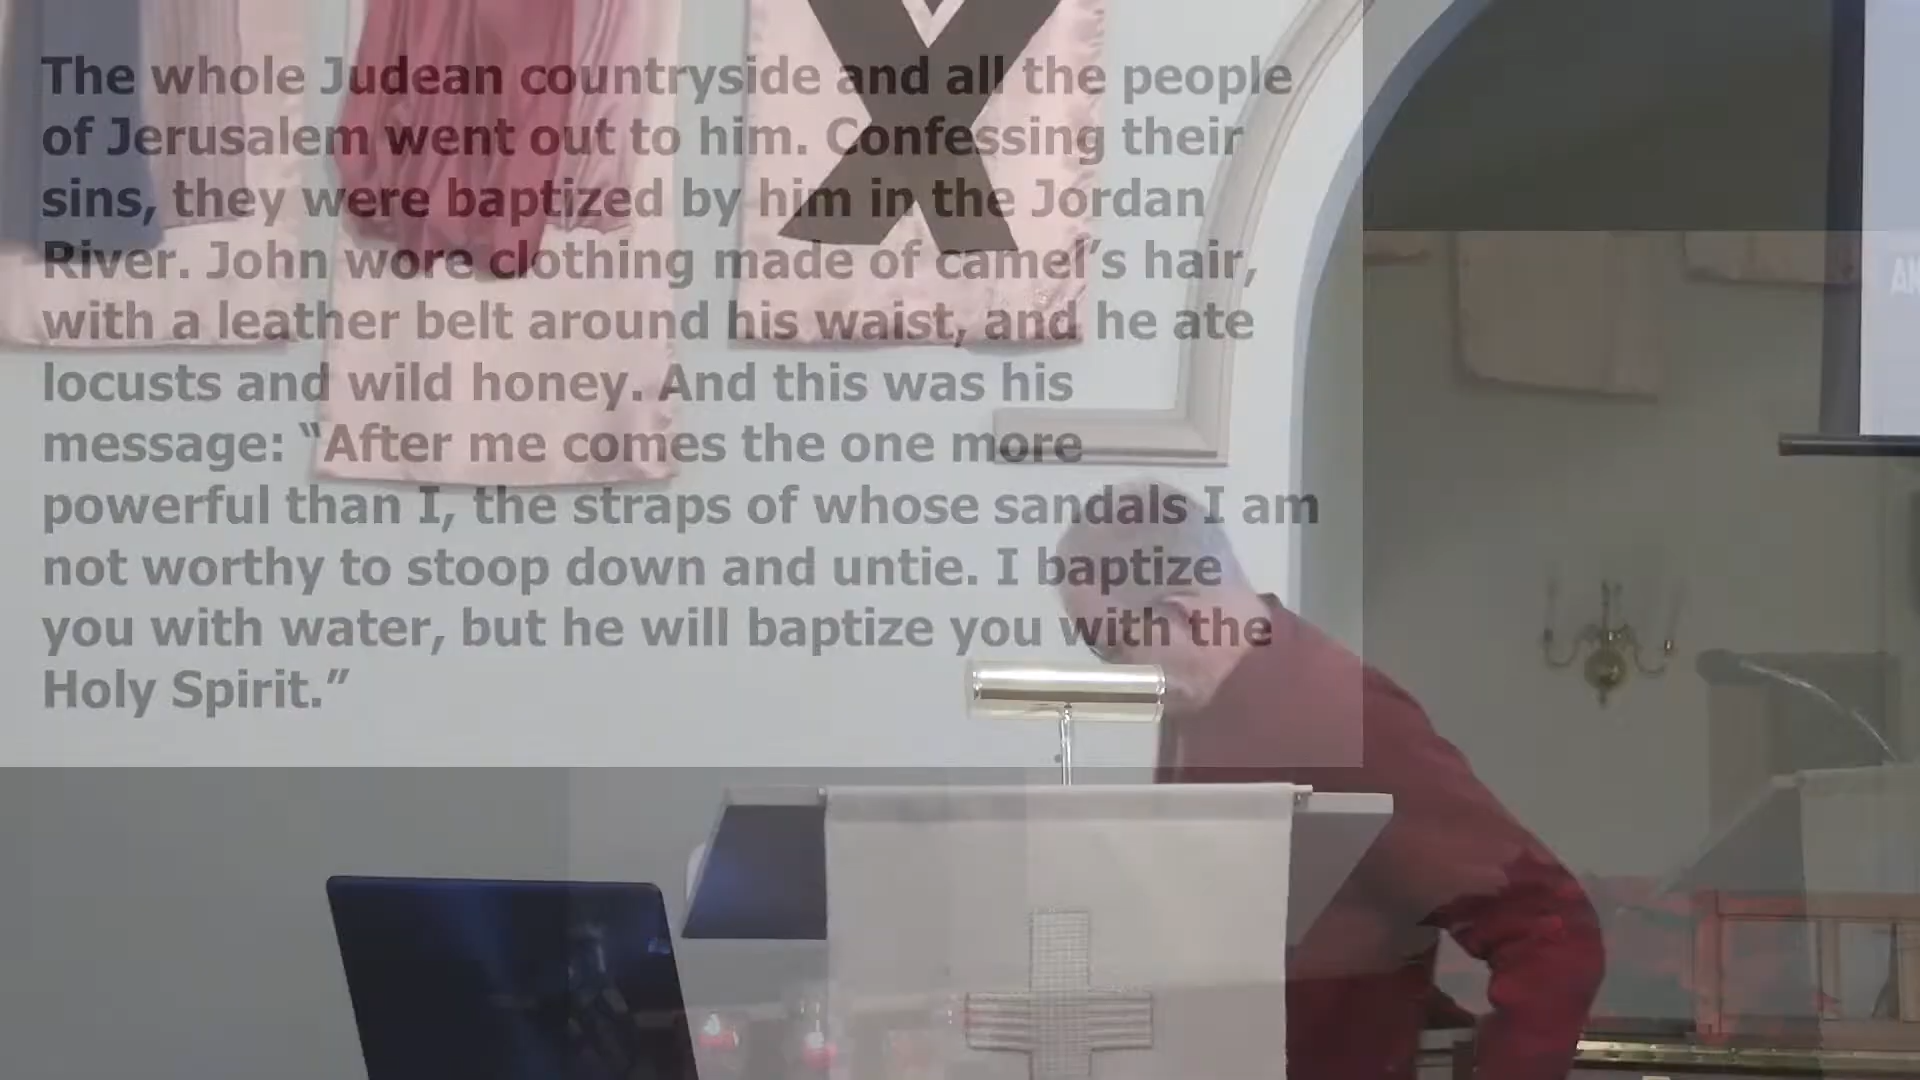 The whole Judean countryside and all the people
of Jerusalem went out to him. Confessing their
sins, they were baptized by him in the Jordan
River. John wore clothing made of camel’s hair,
with a leather belt around his waist, and he ate
locusts and wild honey. And this was his
message: “After me comes the one more
powerful than I, the straps of whose sandals I am
not worthy to stoop down and untie. I baptize
you with water, but he will baptize you with the
Holy Spirit.”